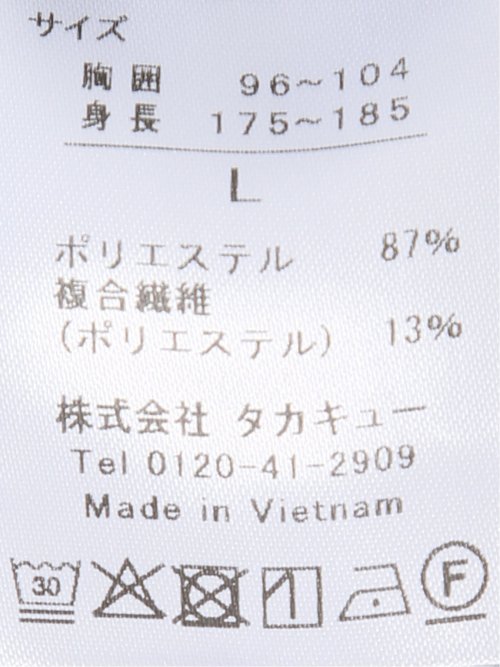 サイズ
胸囲 96～104
身長 175～185
L
ポリエステル 87%
複合繊維
(ポリエステル) 13%
株式会社 タカキュー
Tel 0120-41-2909
Made in Vietnam
30 F